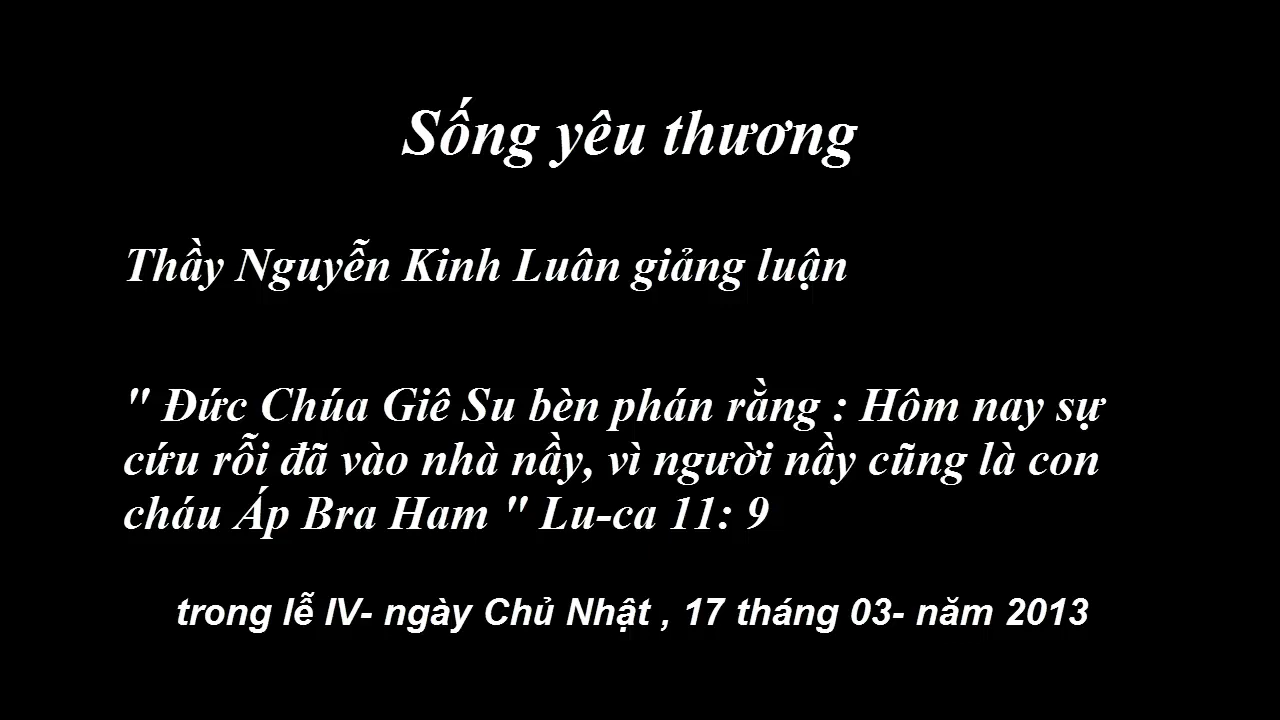 Sống yêu thương
Thầy Nguyễn Kinh Luân giảng luận
" Đức Chúa Giê Su bèn phán rằng : Hôm nay sự
cứu rỗi đã vào nhà nầy, vì người nầy cũng là con
cháu Áp Bra Ham " Lu-ca 11: 9
trong lễ IV- ngày Chủ Nhật , 17 tháng 03- năm 2013